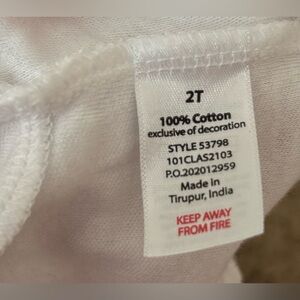 2T
100% Cotton
exclusive of decoration
STYLE 53798
101CLAS2103
P.O.202012959
Made in
Tirupur, India
KEEP AWAY
FROM FIRE